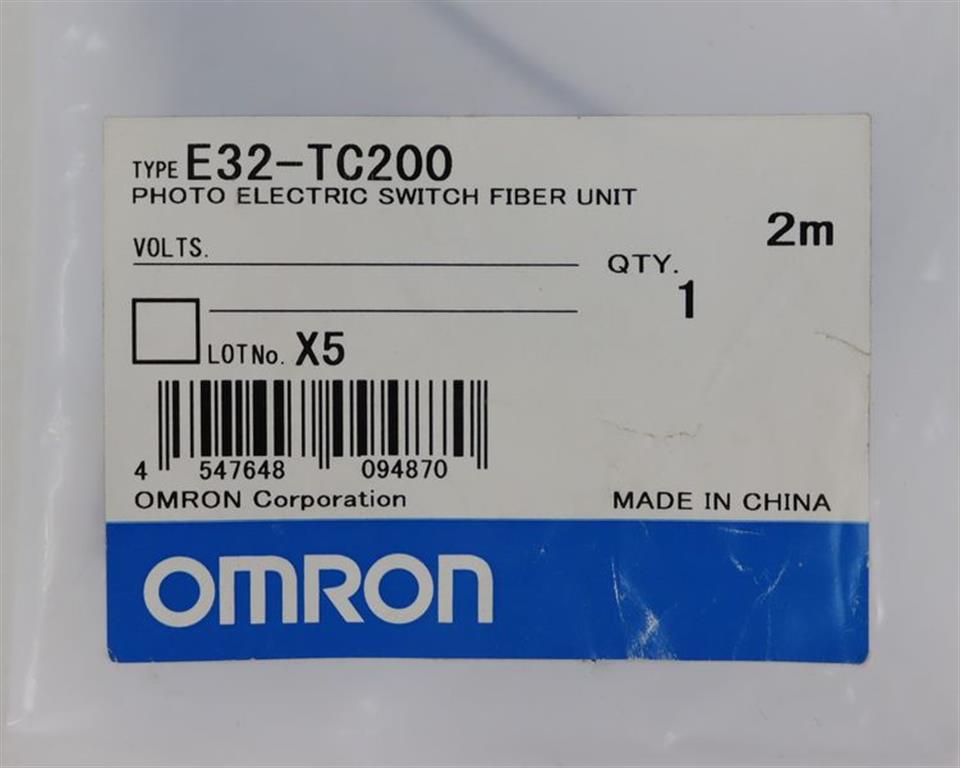 TYPE E32-TC200
PHOTO ELECTRIC SWITCH FIBER UNIT
2m
VOLTS.
QTY.
1
LOT No. X5
4 547648 094870
OMRON Corporation
MADE IN CHINA
OMRON